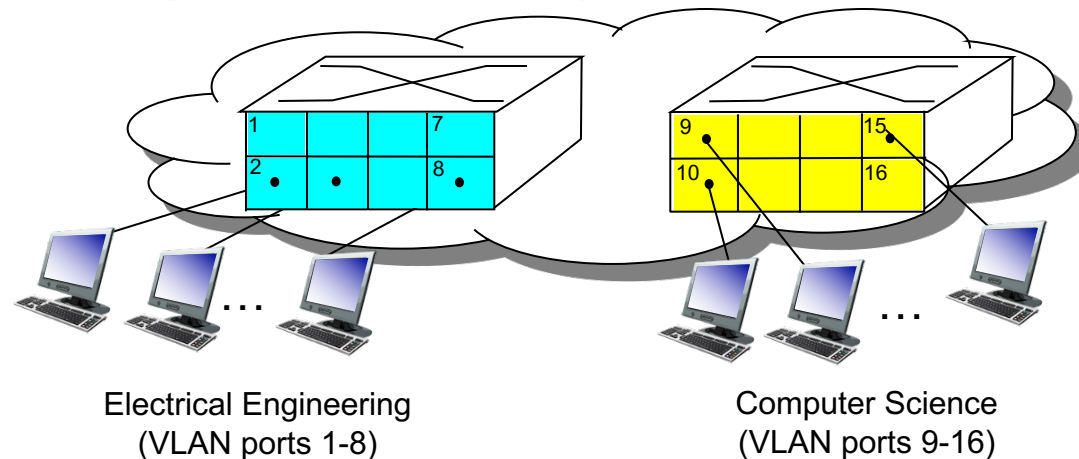 1 7
2 8
9 15
10 16
...
...
Electrical Engineering
(VLAN ports 1-8)
Computer Science
(VLAN ports 9-16)